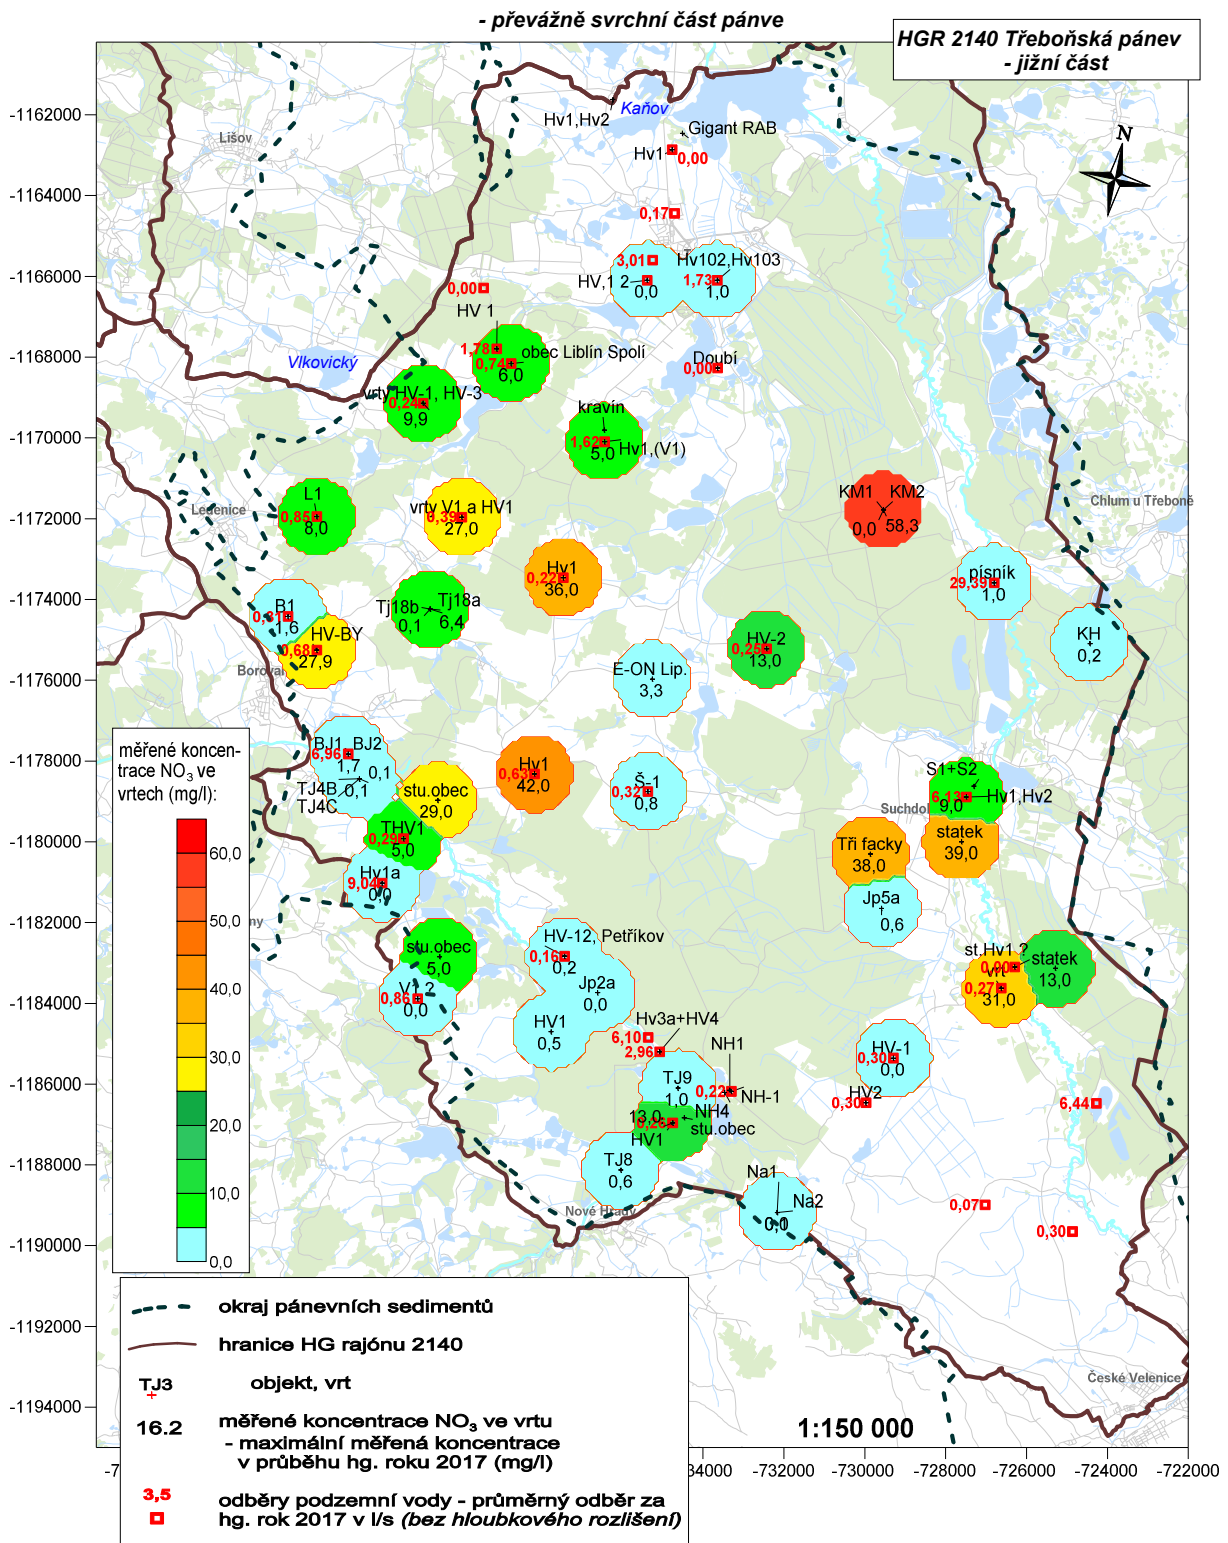 - převážně svrchní část pánve
HGR 2140 Třeboňská pánev
- jižní část
-1162000
-1164000
-1166000
-1168000
-1170000
-1172000
-1174000
-1176000
-1178000
-1180000
-1182000
-1184000
-1186000
-1188000
-1190000
-1192000
-1194000
Lišov
Hv1,Hv2
Kaňov
Gigant RAB
Hv1
0,00
N
0,17
3,01
HV,1 2
0,0
Hv102,Hv103
1,73
1,0
0,00
HV 1
Vlkovický
1,78
obec Liblín Spolí
0,74
6,0
Doubí
0,00
vrty HV-1, HV-3
0,24
9,9
kravín
1,62
Hv1,(V1)
5,0
L1
Ledenice
0,85
8,0
vrty V1 a HV1
0,39
27,0
KM1
KM2
0,0
58,3
Chlum u Třeboně
Hv1
0,22
36,0
písník
29,39
1,0
B1
0,81
1,6
Tj18b
Tj18a
0,1
6,4
HV-BY
0,68
27,9
HV-2
0,25
13,0
KH
0,2
E-ON Lip.
3,3
BJ1
BJ2
6,96
1,7
0,1
TJ4B
0,1
TJ4C
Hv1
0,63
42,0
Š-1
0,32
0,8
S1+S2
6,13
Hv1,Hv2
9,0
Suchdol
stu.obec
29,0
THV1
0,29
5,0
statek
39,0
Tři facky
38,0
Hv1a
9,04
0,0
Jp5a
0,6
stu.obec
5,0
HV-12, Petříkov
0,16
0,2
st.Hv1 ?
0,00
vrt
0,27
31,0
statek
13,0
V1,2
0,86
0,0
Jp2a
0,0
HV1
0,5
Hv3a+HV4
6,10
2,96
NH1
0,22
NH-1
HV-1
0,30
0,0
HV2
0,30
6,44
TJ9
1,0
13,0
NH4
0,26
stu.obec
HV1
TJ8
0,6
Nové Hrady
Na1
Na2
0,07
0,30
České Velenice
měřené koncen-
trace NO3 ve
vrtech (mg/l):
60,0
50,0
40,0
30,0
20,0
10,0
0,0
okraj pánevních sedimentů
hranice HG rajónu 2140
TJ3
objekt, vrt
16.2
měřené koncentrace NO3 ve vrtu
- maximální měřená koncentrace
v průběhu hg. roku 2017 (mg/l)
3,5
odběry podzemní vody - průměrný odběr za
hg. rok 2017 v l/s (bez hloubkového rozlišení)
1:150 000
-732000
-730000
-728000
-726000
-724000
-722000